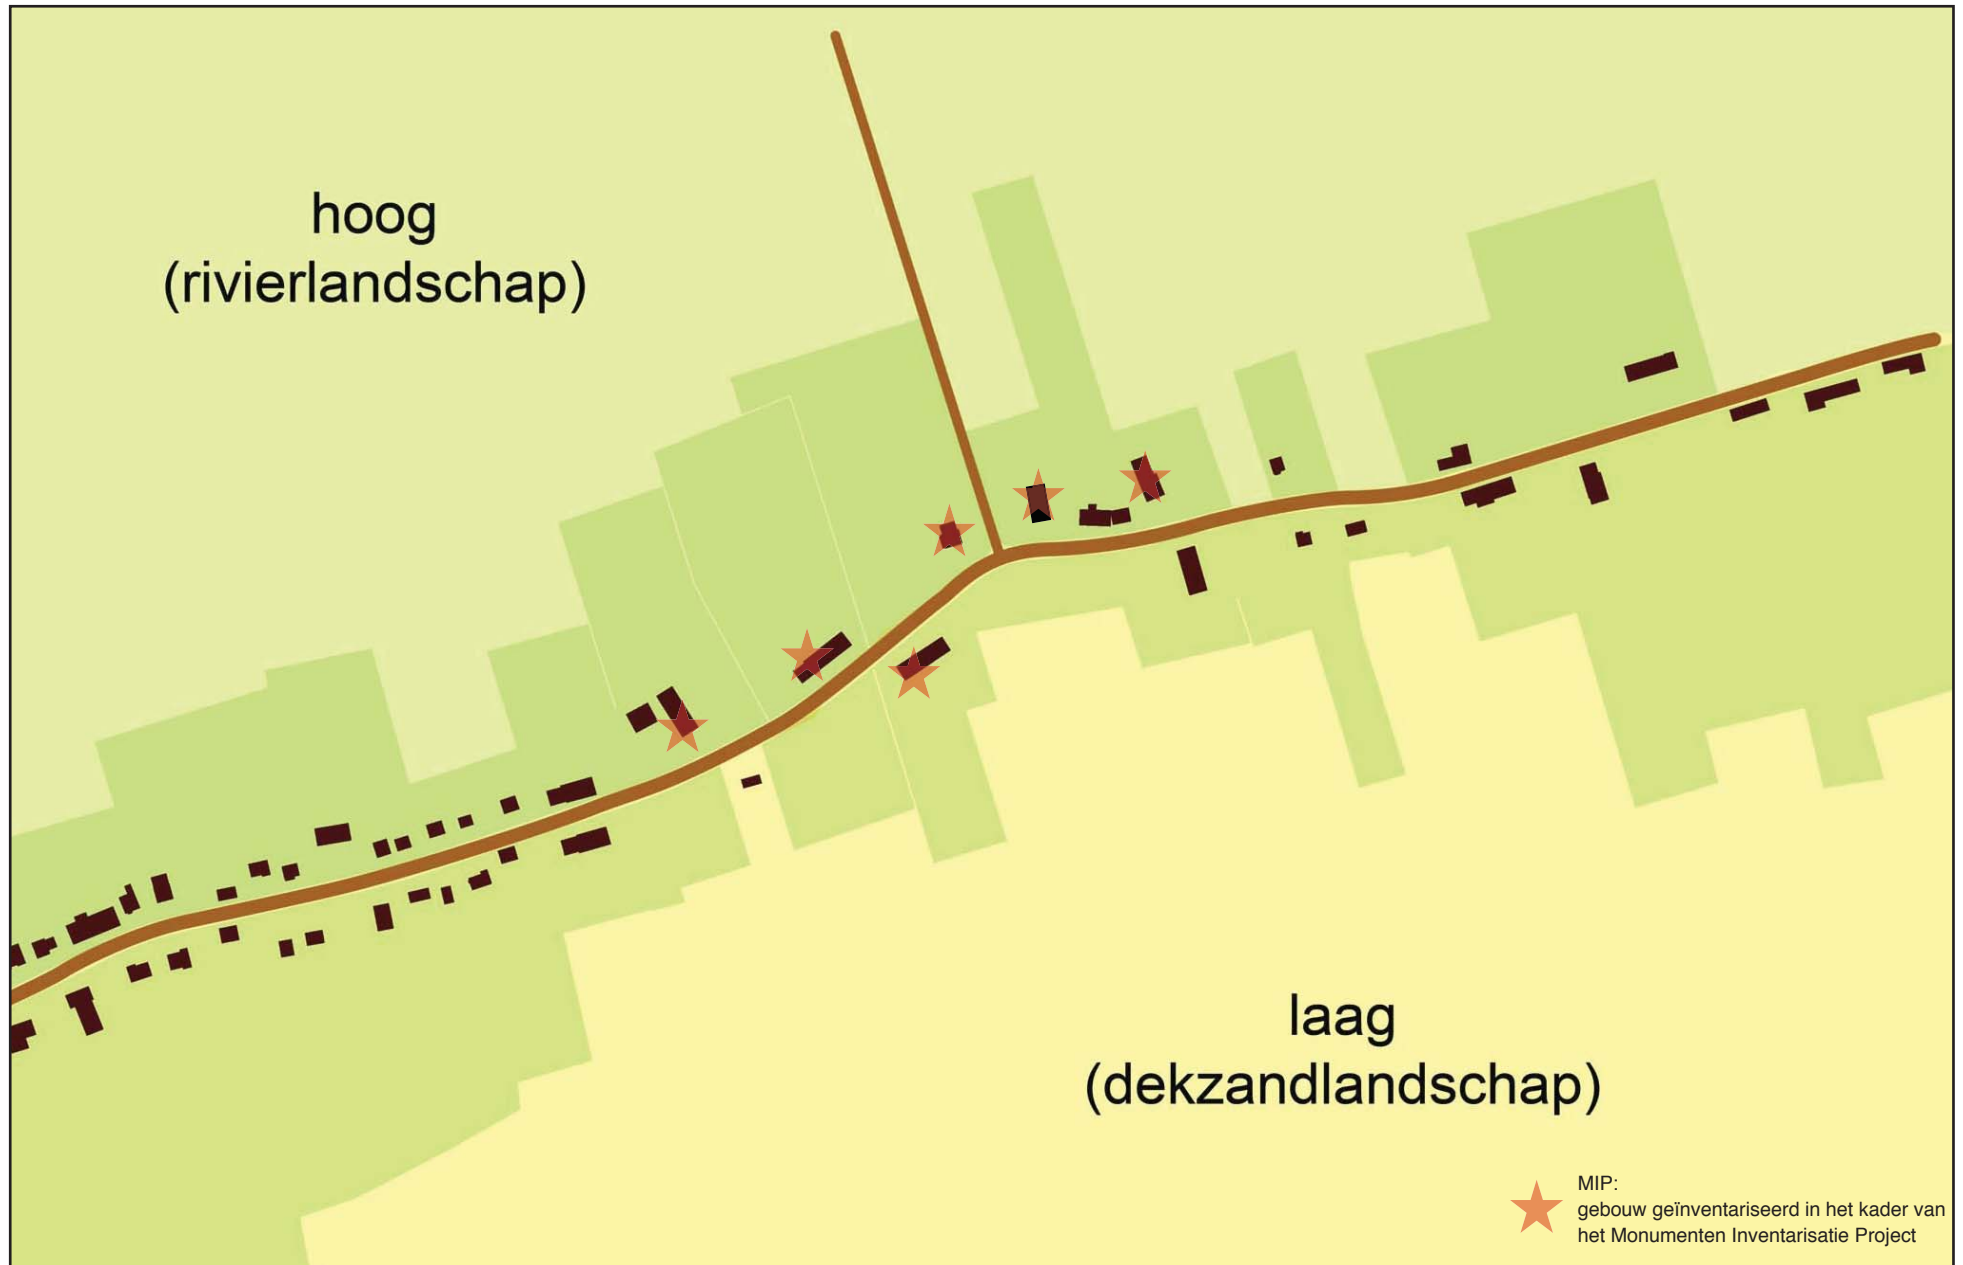 hoog
(rivierlandschap)
laag
(dekzandlandschap)
MIP:
gebouw geïnventariseerd in het kader van
het Monumenten Inventarisatie Project